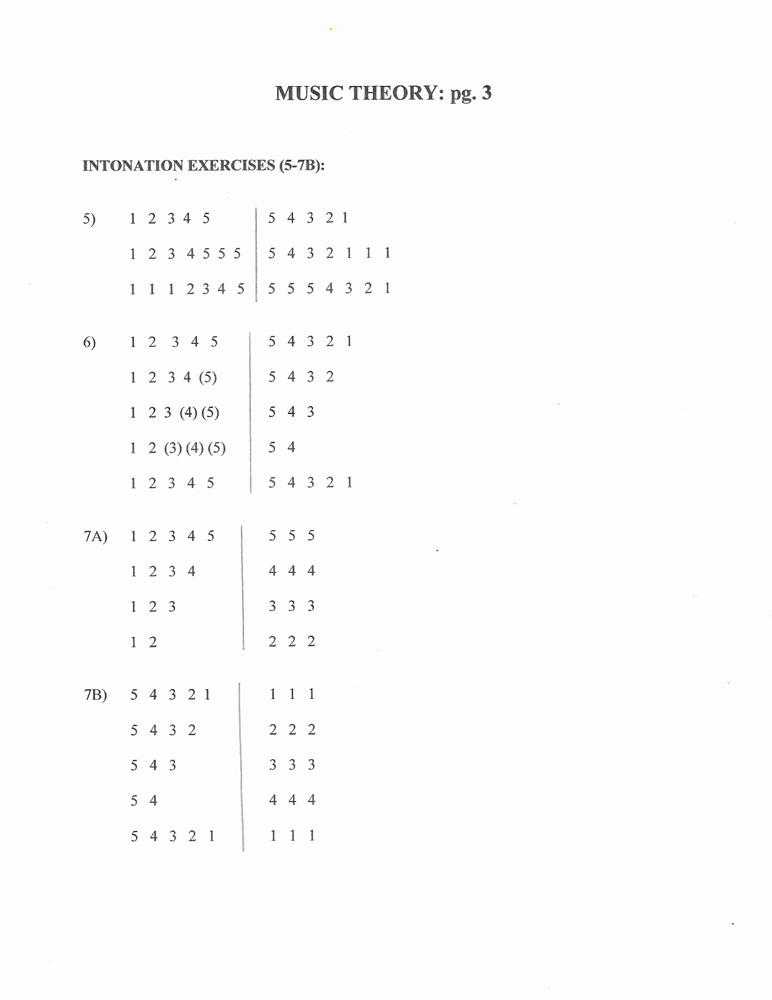 MUSIC THEORY: pg. 3
INTONATION EXERCISES (5-7B):
5) 1 2 3 4 5 5 4 3 2 1
1 2 3 4 5 5 5 5 4 3 2 1 1 1
1 1 1 2 3 4 5 5 5 5 4 3 2 1
6) 1 2 3 4 5 5 4 3 2 1
1 2 3 4 (5) 5 4 3 2
1 2 3 (4) (5) 5 4 3
1 2 (3) (4) (5) 5 4
1 2 3 4 5 5 4 3 2 1
7A) 1 2 3 4 5 5 5 5
1 2 3 4 4 4 4
1 2 3 3 3 3
1 2 2 2 2
7B) 5 4 3 2 1 1 1 1
5 4 3 2 2 2 2
5 4 3 3 3 3
5 4 4 4 4
5 4 3 2 1 1 1 1